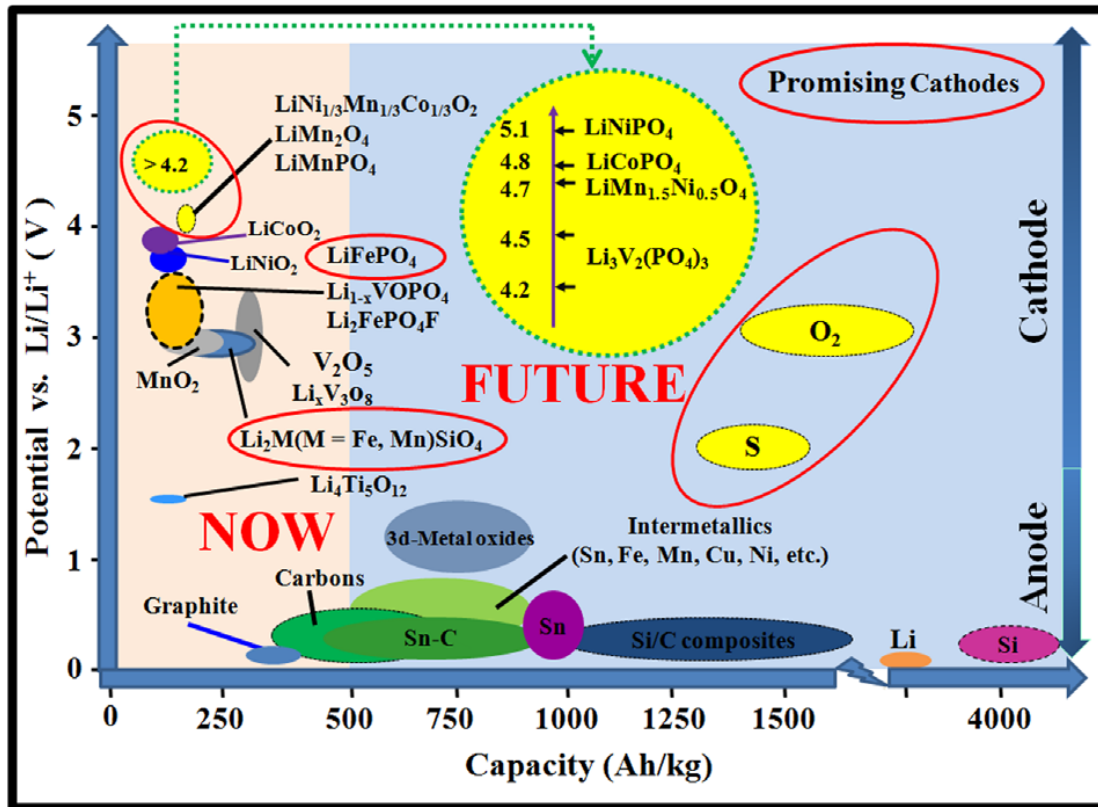 Potential vs. Li/Li⁺ ( V )
5
4
3
2
1
0
LiNi₁/₃Mn₁/₃Co₁/₃O₂
LiMn₂O₄
LiMnPO₄
> 4.2
LiCoO₂
LiNiO₂
LiFePO₄
Li₁₋ₓVOPO₄
Li₂FePO₄F
MnO₂
V₂O₅
LiₓV₃o₈
Li₂M(M = Fe, Mn)SiO₄
Li₄Ti₅O₁₂
NOW
5.1 LiNiPO₄
4.8 LiCoPO₄
4.7 LiMn₁.₅Ni₀.₅O₄
4.5
Li₃V₂(PO₄)₃
4.2
FUTURE
Promising Cathodes
O₂
S
Cathode
Anode
3d-Metal oxides
Intermetallics
(Sn, Fe, Mn, Cu, Ni, etc.)
Carbons
Graphite
Sn-C
Sn
Si/C composites
Li
Si
0 250 500 750 1000 1250 1500 4000
Capacity (Ah/kg)